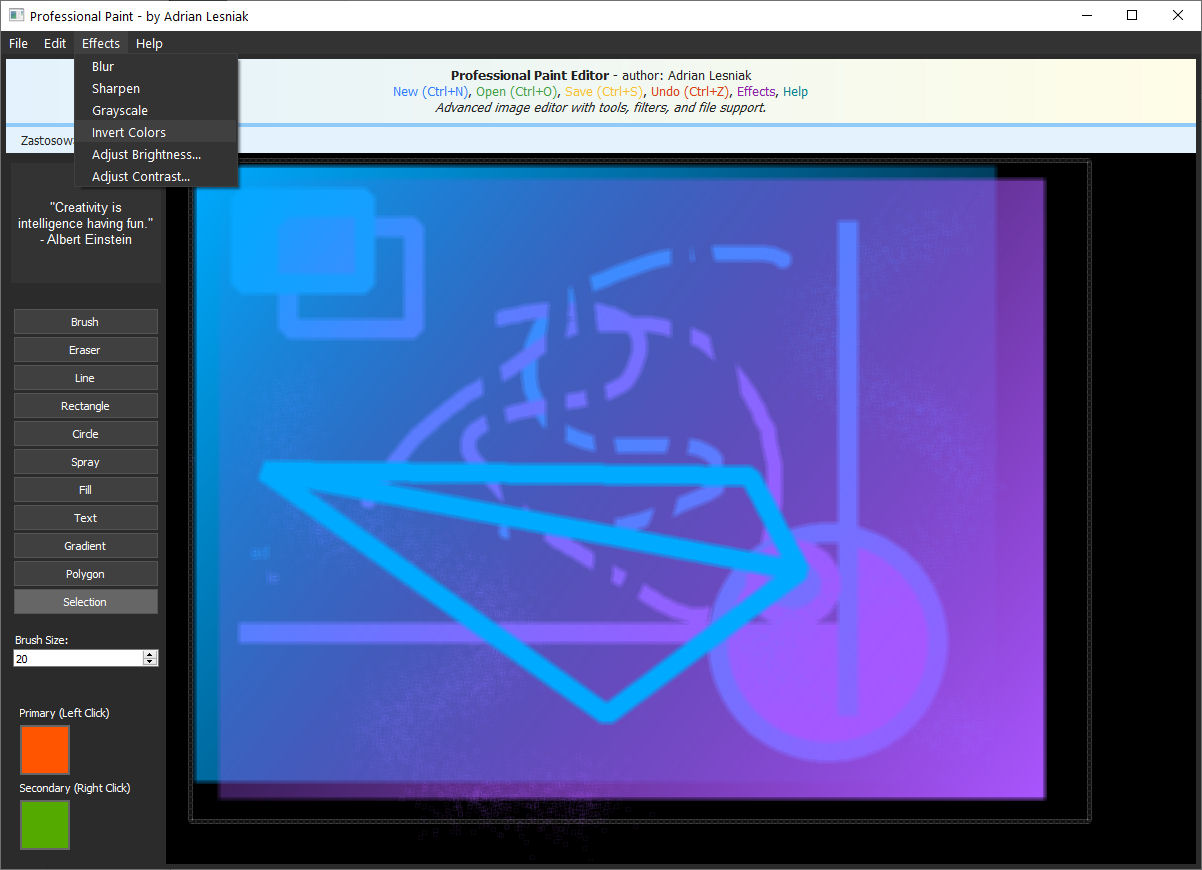 Professional Paint - by Adrian Lesniak
File Edit Effects Help
Blur
Sharpen
Grayscale
Invert Colors
Adjust Brightness...
Adjust Contrast...
Professional Paint Editor - author: Adrian Lesniak
New (Ctrl+N), Open (Ctrl+O), Save (Ctrl+S), Undo (Ctrl+Z), Effects, Help
Advanced image editor with tools, filters, and file support.
Zastosow
"Creativity is
intelligence having fun."
- Albert Einstein
Brush
Eraser
Line
Rectangle
Circle
Spray
Fill
Text
Gradient
Polygon
Selection
Brush Size:
20
Primary (Left Click)
Secondary (Right Click)